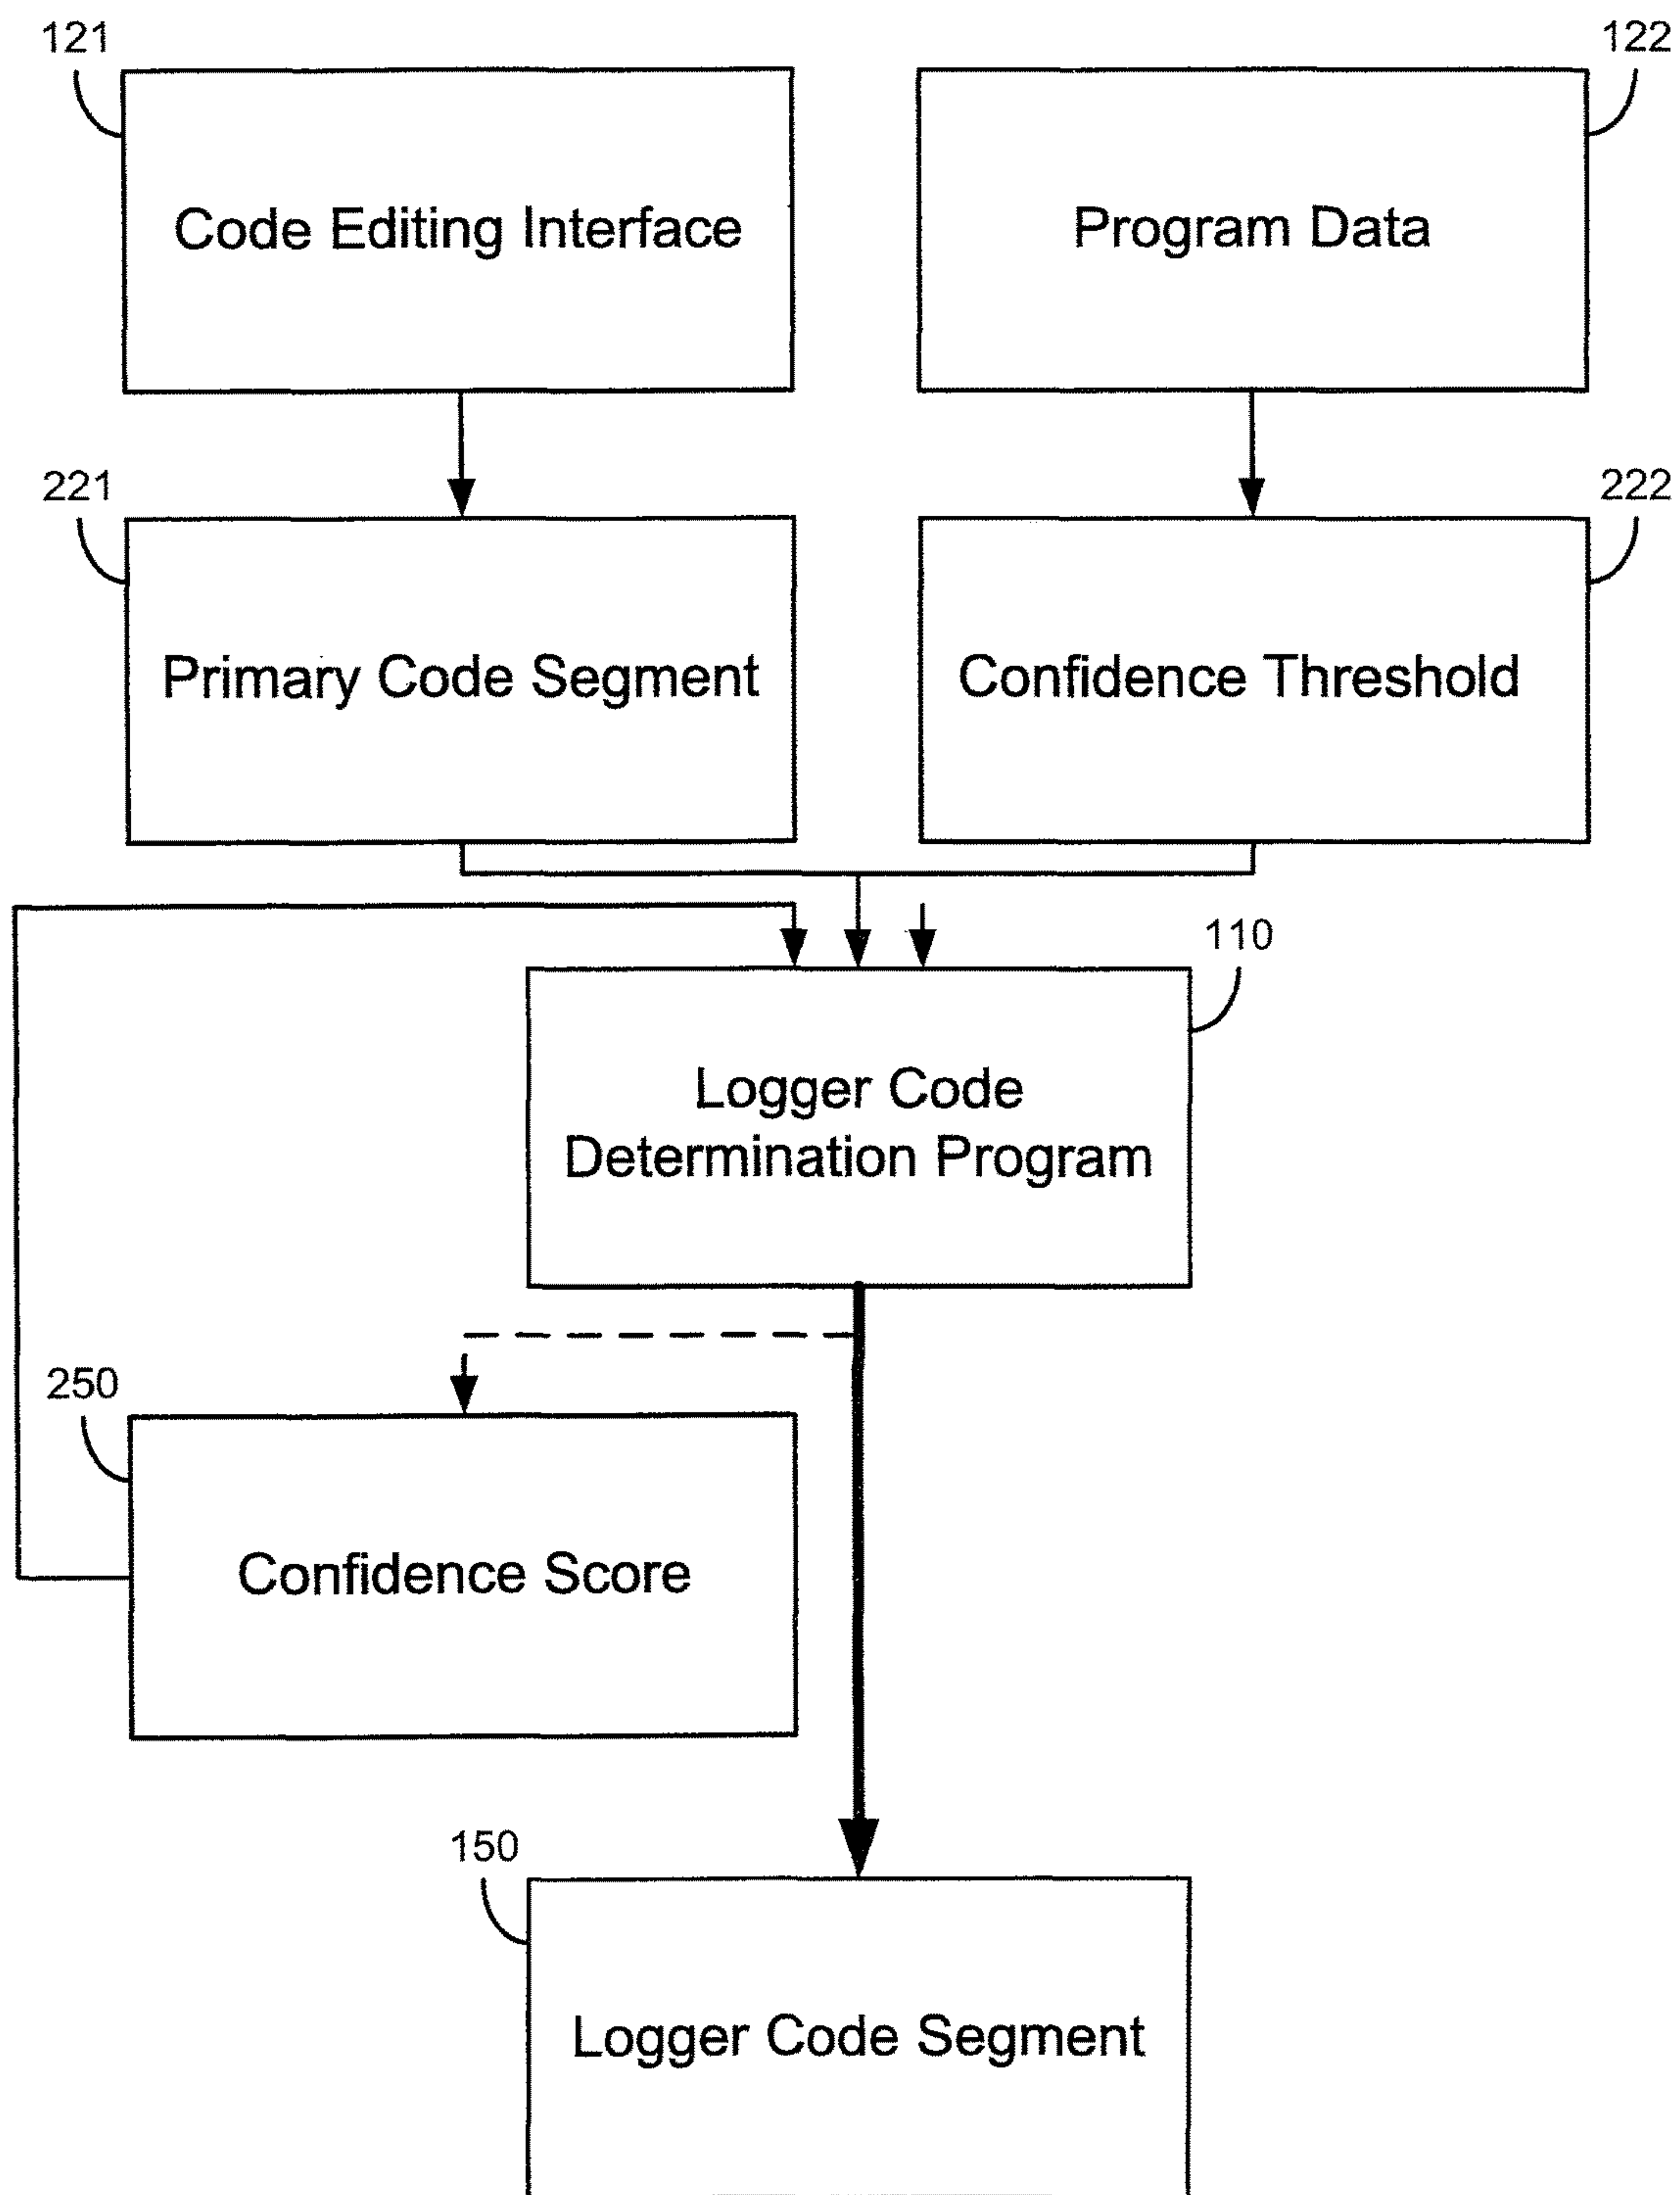 121
122
Code Editing Interface
Program Data
221
222
Primary Code Segment
Confidence Threshold
110
Logger Code
Determination Program
250
Confidence Score
150
Logger Code Segment